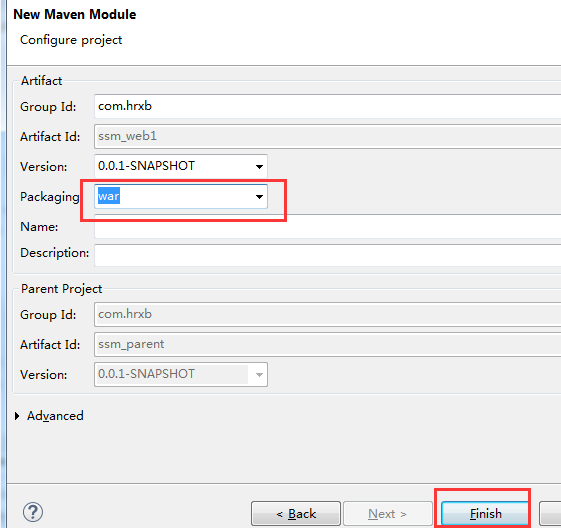 New Maven Module
Configure project
Artifact
Group Id: com.hrxb
Artifact Id: ssm_web1
Version: 0.0.1-SNAPSHOT
Packaging war
Name:
Description:
Parent Project
Group Id: com.hrxb
Artifact Id: ssm_parent
Version: 0.0.1-SNAPSHOT
Advanced
? < Back Next > Finish